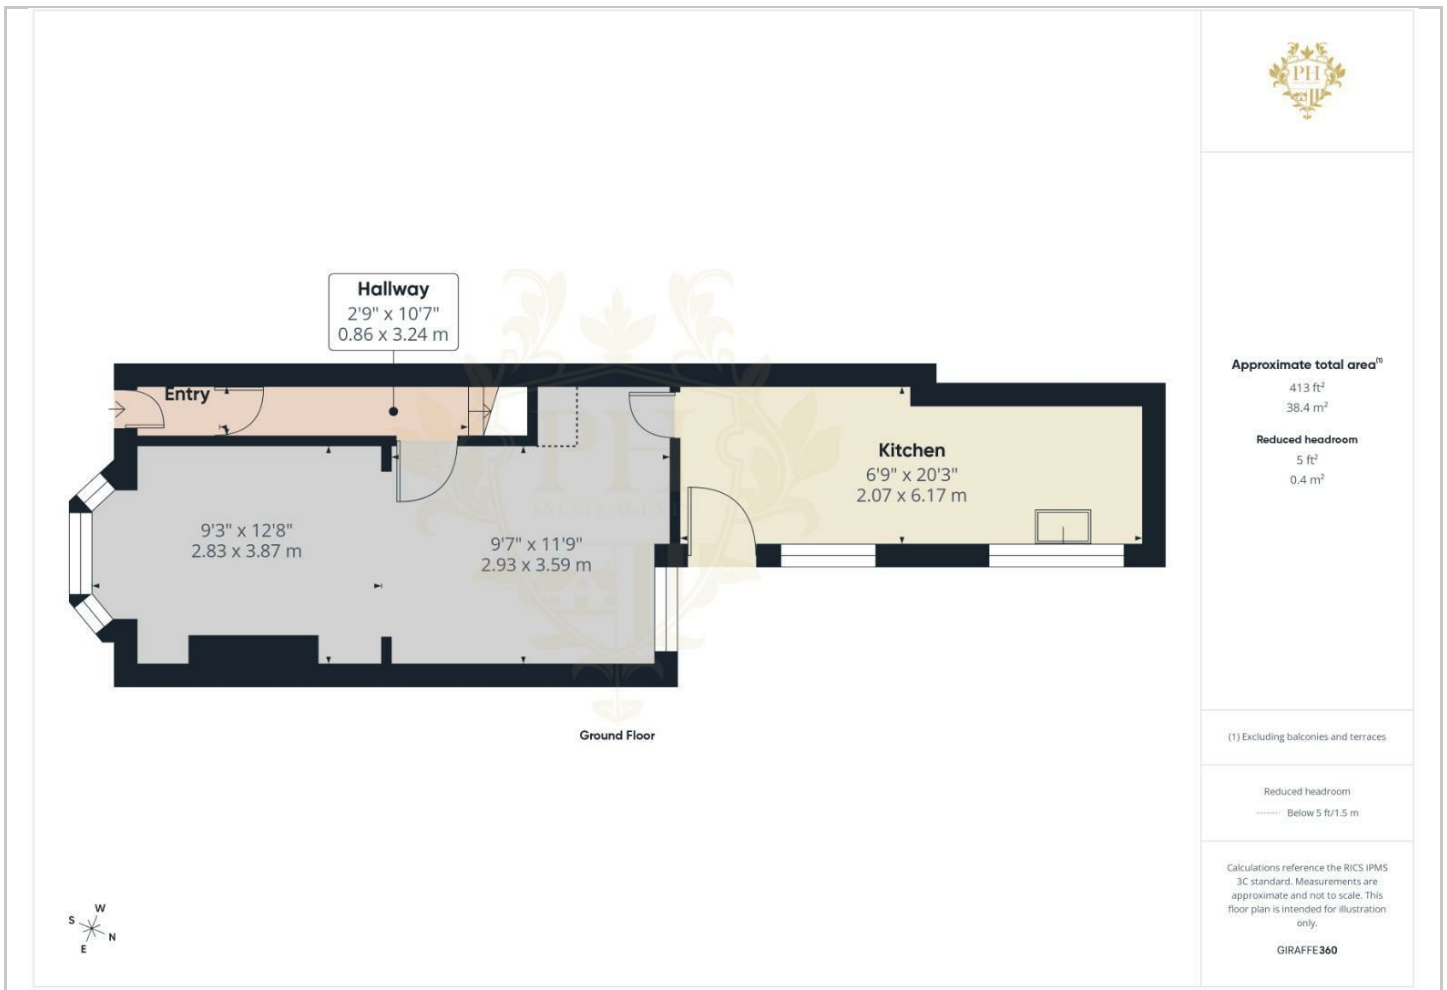 PH
Hallway
2'9" x 10'7"
0.86 x 3.24 m
Entry
9'3" x 12'8"
2.83 x 3.87 m
9'7" x 11'9"
2.93 x 3.59 m
Kitchen
6'9" x 20'3"
2.07 x 6.17 m
PH
ESTATE AGENT
Ground Floor
W
S
N
E
Approximate total area(1)
413 ft²
38.4 m²
Reduced headroom
5 ft²
0.4 m²
(1) Excluding balconies and terraces
Reduced headroom
Below 5 ft/1.5 m
Calculations reference the RICS IPMS
3C standard. Measurements are
approximate and not to scale. This
floor plan is intended for illustration
only.
GIRAFFE360